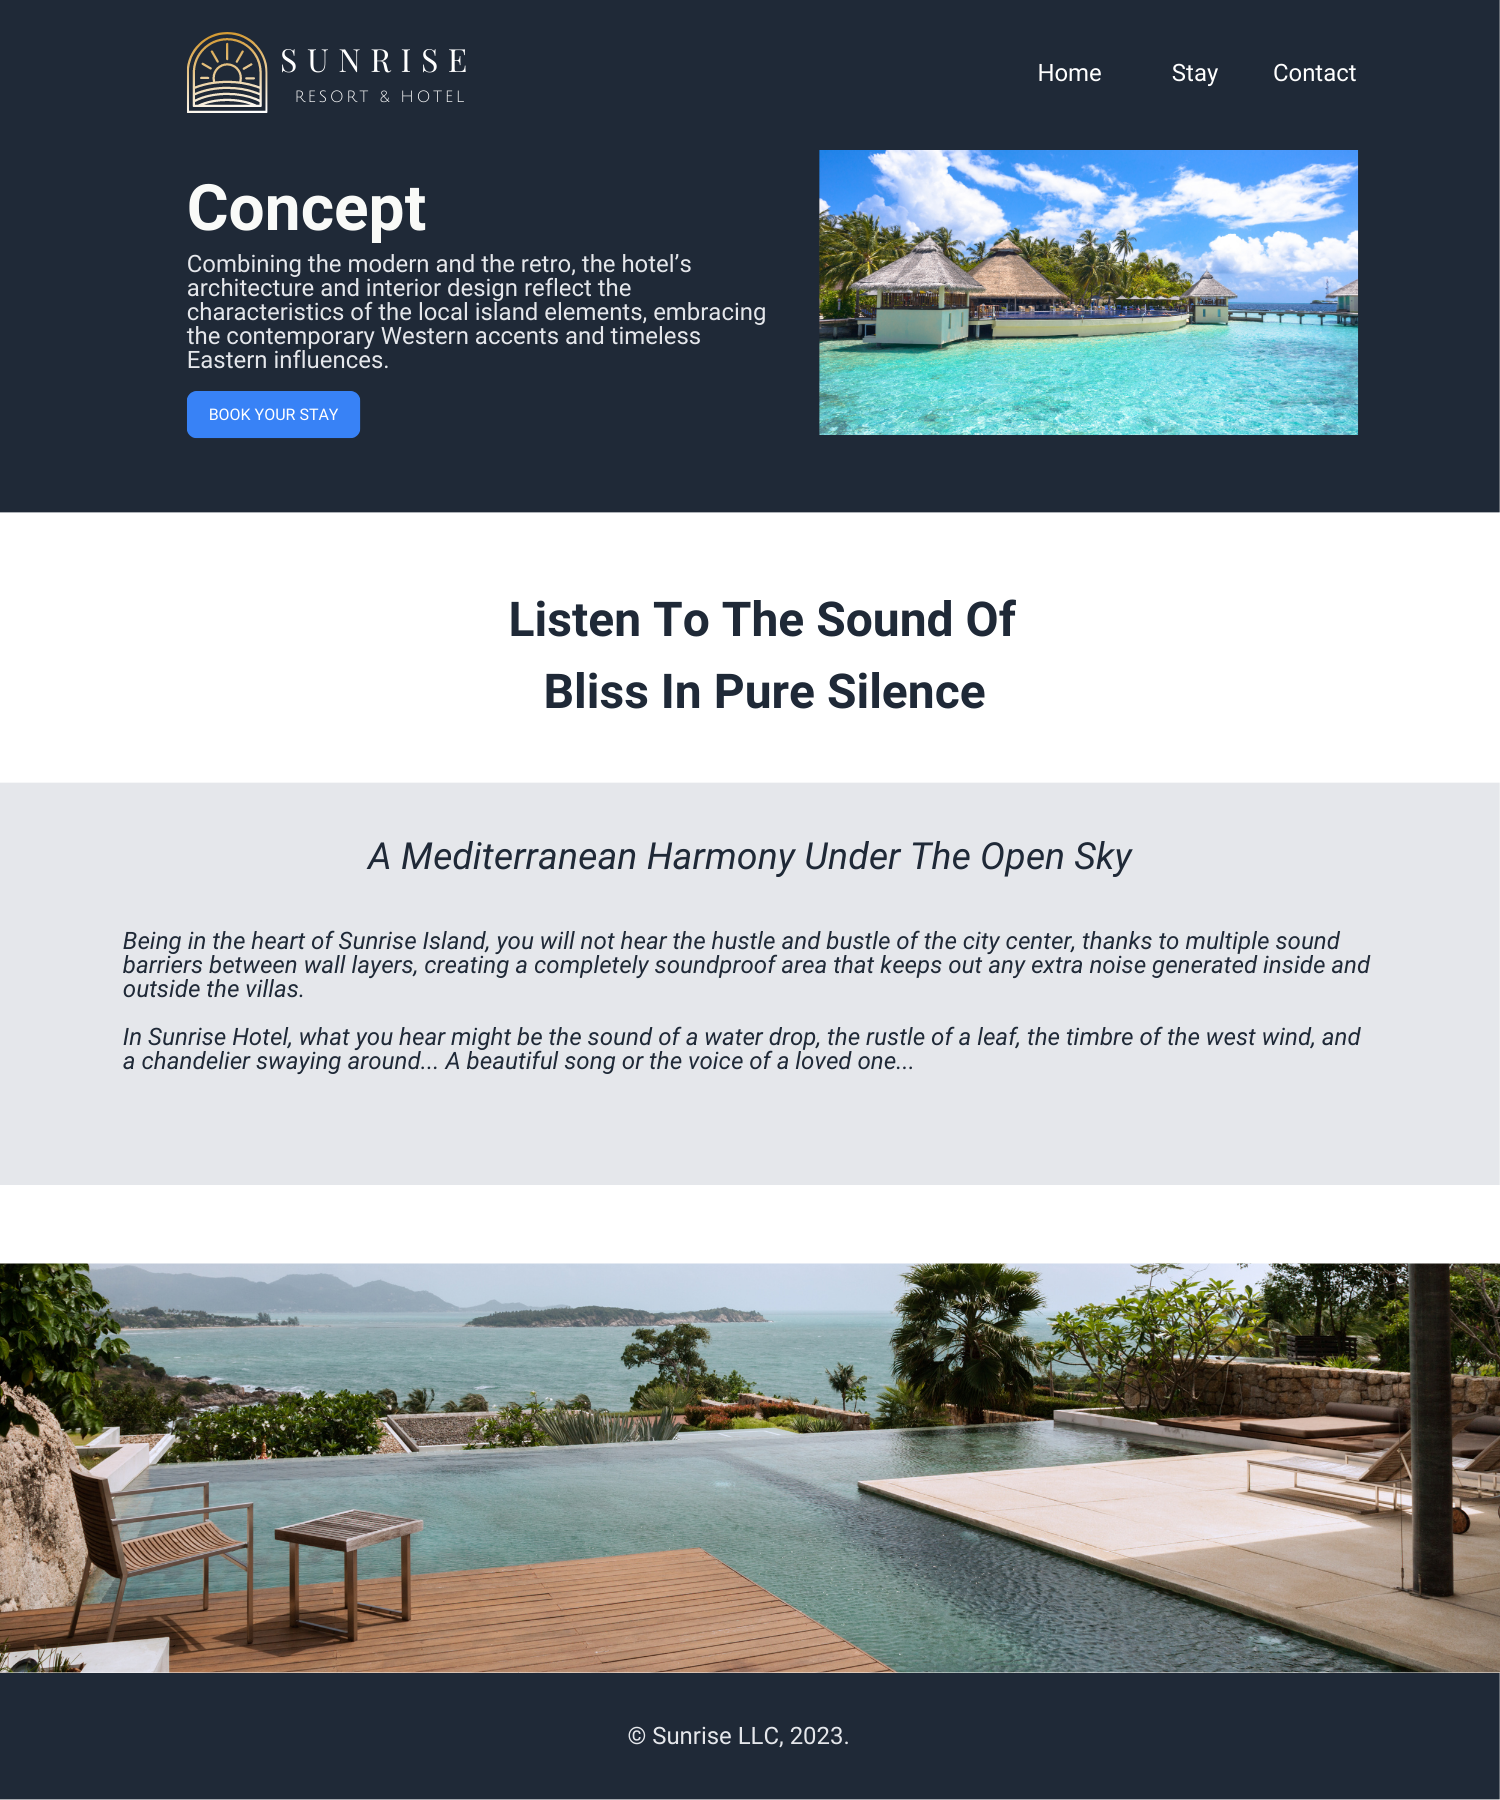 SUNRISE
RESORT & HOTEL
Home Stay Contact
Concept
Combining the modern and the retro, the hotel’s
architecture and interior design reflect the
characteristics of the local island elements, embracing
the contemporary Western accents and timeless
Eastern influences.
BOOK YOUR STAY
Listen To The Sound Of
Bliss In Pure Silence
A Mediterranean Harmony Under The Open Sky
Being in the heart of Sunrise Island, you will not hear the hustle and bustle of the city center, thanks to multiple sound
barriers between wall layers, creating a completely soundproof area that keeps out any extra noise generated inside and
outside the villas.
In Sunrise Hotel, what you hear might be the sound of a water drop, the rustle of a leaf, the timbre of the west wind, and
a chandelier swaying around... A beautiful song or the voice of a loved one...
© Sunrise LLC, 2023.